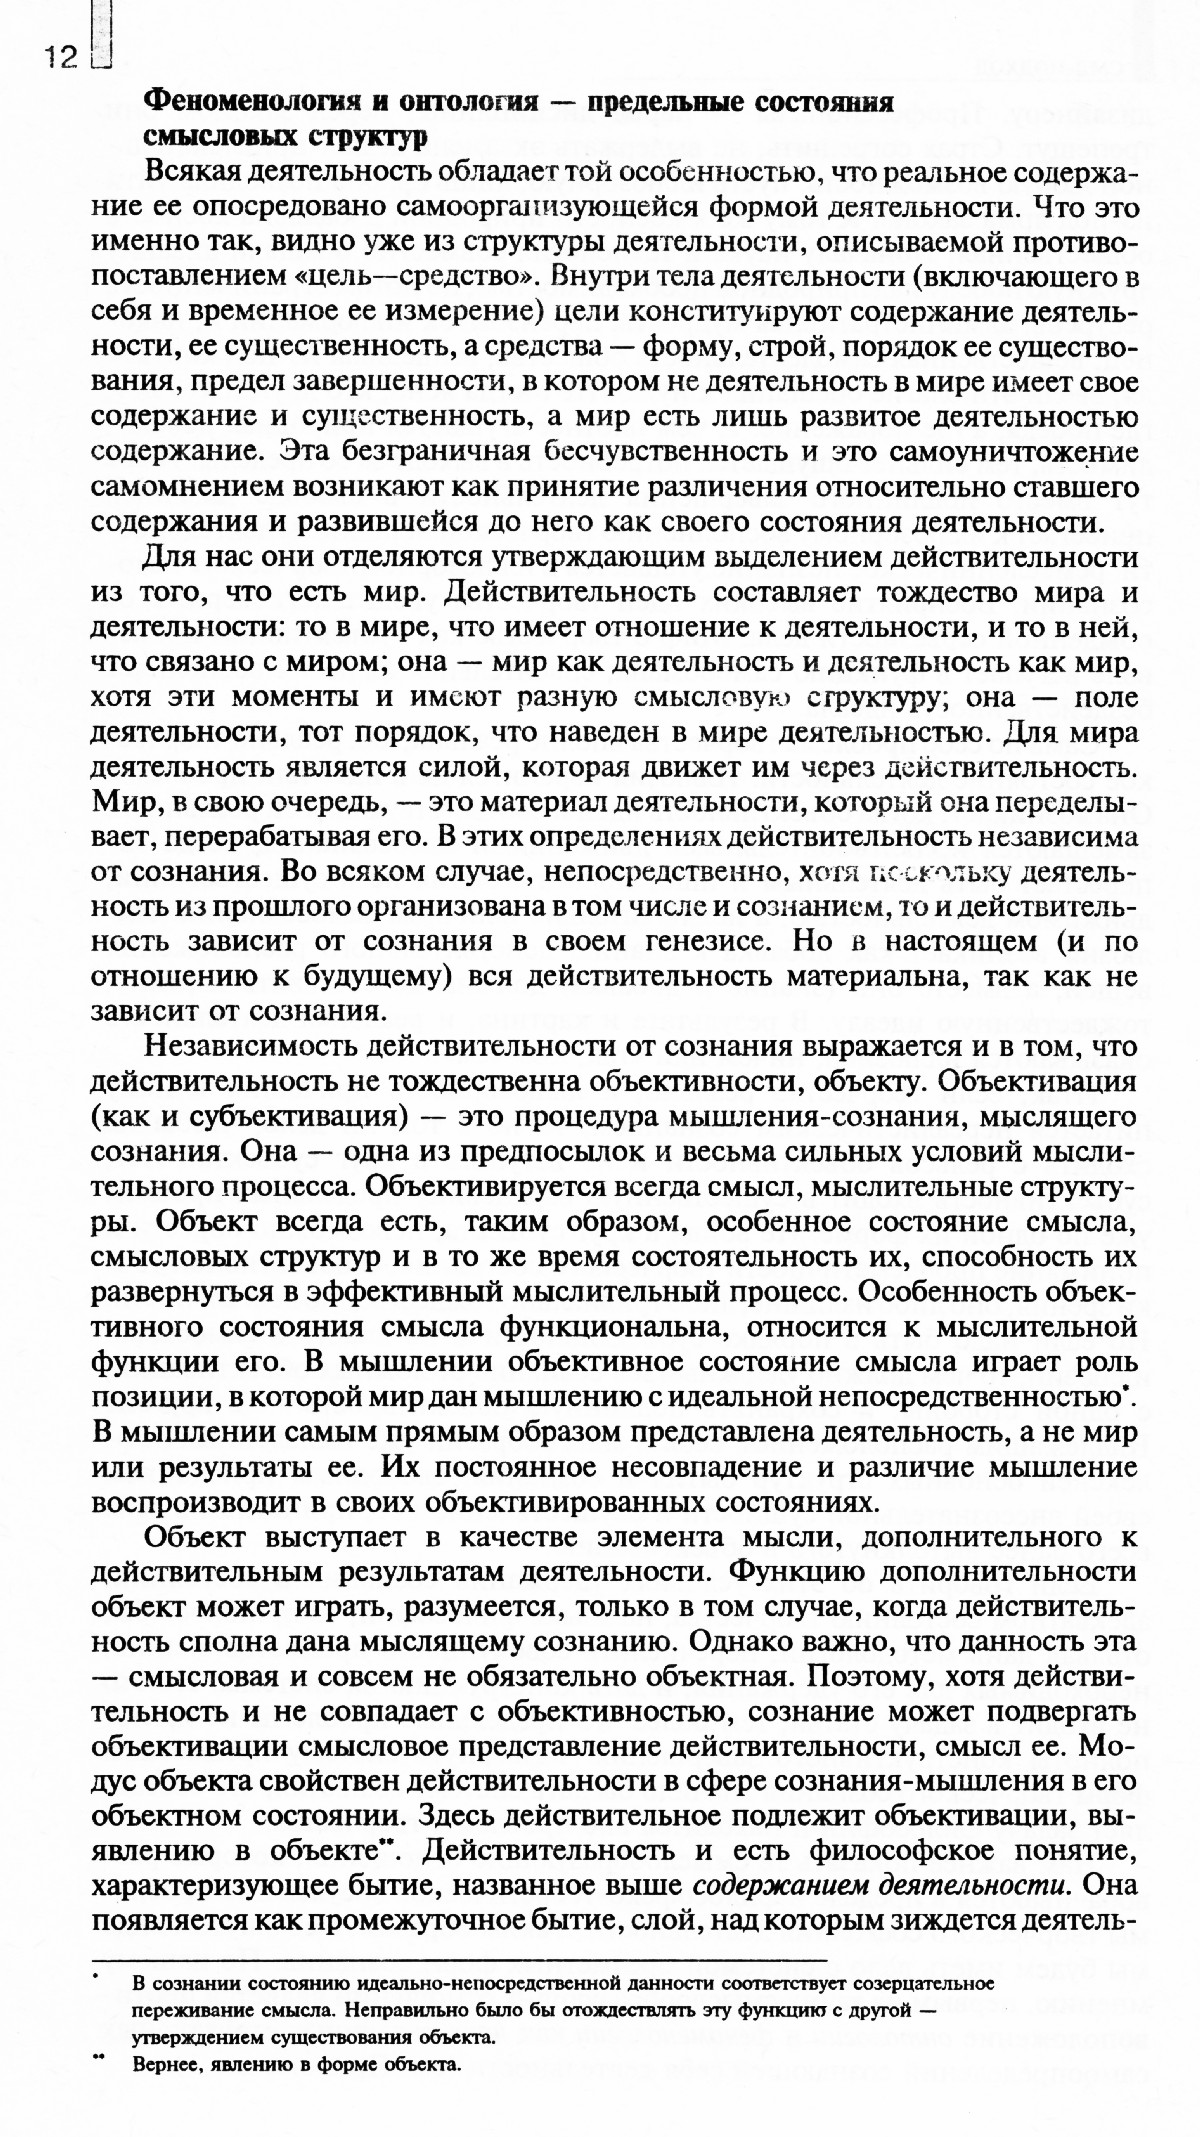 12
Феноменология и онтология — предельные состояния
смысловых структур
Всякая деятельность обладает той особенностью, что реальное содержа-
ние ее опосредовано самоорганизующейся формой деятельности. Что это
именно так, видно уже из структуры деятельности, описываемой противо-
поставлением «цель—средство». Внутри тела деятельности (включающего в
себя и временное ее измерение) цели конституируют содержание деятель-
ности, ее существенность, а средства — форму, строй, порядок ее существо-
вания, предел завершенности, в котором не деятельность в мире имеет свое
содержание и существенность, а мир есть лишь развитое деятельностью
содержание. Эта безграничная бесчувственность и это самоуничтожение
самомнением возникают как принятие различения относительно ставшего
содержания и развившейся до него как своего состояния деятельности.
Для нас они отделяются утверждающим выделением действительности
из того, что есть мир. Действительность составляет тождество мира и
деятельности: то в мире, что имеет отношение к деятельности, и то в ней,
что связано с миром; она — мир как деятельность и деятельность как мир,
хотя эти моменты и имеют разную смысловую структуру; она — поле
деятельности, тот порядок, что наведен в мире деятельностью. Для мира
деятельность является силой, которая движет им через действительность.
Мир, в свою очередь, — это материал деятельности, который она переделы-
вает, перерабатывая его. В этих определениях действительность независима
от сознания. Во всяком случае, непосредственно, хотя поскольку деятель-
ность из прошлого организована в том числе и сознанием, то и действитель-
ность зависит от сознания в своем генезисе. Но в настоящем (и по
отношению к будущему) вся действительность материальна, так как не
зависит от сознания.
Независимость действительности от сознания выражается и в том, что
действительность не тождественна объективности, объекту. Объективация
(как и субъективация) — это процедура мышления-сознания, мыслящего
сознания. Она — одна из предпосылок и весьма сильных условий мысли-
тельного процесса. Объективируется всегда смысл, мыслительные структу-
ры. Объект всегда есть, таким образом, особенное состояние смысла,
смысловых структур и в то же время состоятельность их, способность их
развернуться в эффективный мыслительный процесс. Особенность объек-
тивного состояния смысла функциональна, относится к мыслительной
функции его. В мышлении объективное состояние смысла играет роль
позиции, в которой мир дан мышлению с идеальной непосредственностью*.
В мышлении самым прямым образом представлена деятельность, а не мир
или результаты ее. Их постоянное несовпадение и различие мышление
воспроизводит в своих объективированных состояниях.
Объект выступает в качестве элемента мысли, дополнительного к
действительным результатам деятельности. Функцию дополнительности
объект может играть, разумеется, только в том случае, когда действитель-
ность сполна дана мыслящему сознанию. Однако важно, что данность эта
— смысловая и совсем не обязательно объектная. Поэтому, хотя действи-
тельность и не совпадает с объективностью, сознание может подвергать
объективации смысловое представление действительности, смысл ее. Мо-
дус объекта свойствен действительности в сфере сознания-мышления в его
объектном состоянии. Здесь действительное подлежит объективации, вы-
явлению в объекте**. Действительность и есть философское понятие,
характеризующее бытие, названное выше содержанием деятельности. Она
появляется как промежуточное бытие, слой, над которым зиждется деятель-
* В сознании состоянию идеально-непосредственной данности соответствует созерцательное
переживание смысла. Неправильно было бы отождествлять эту функцию с другой —
утверждением существования объекта.
** Вернее, явлению в форме объекта.